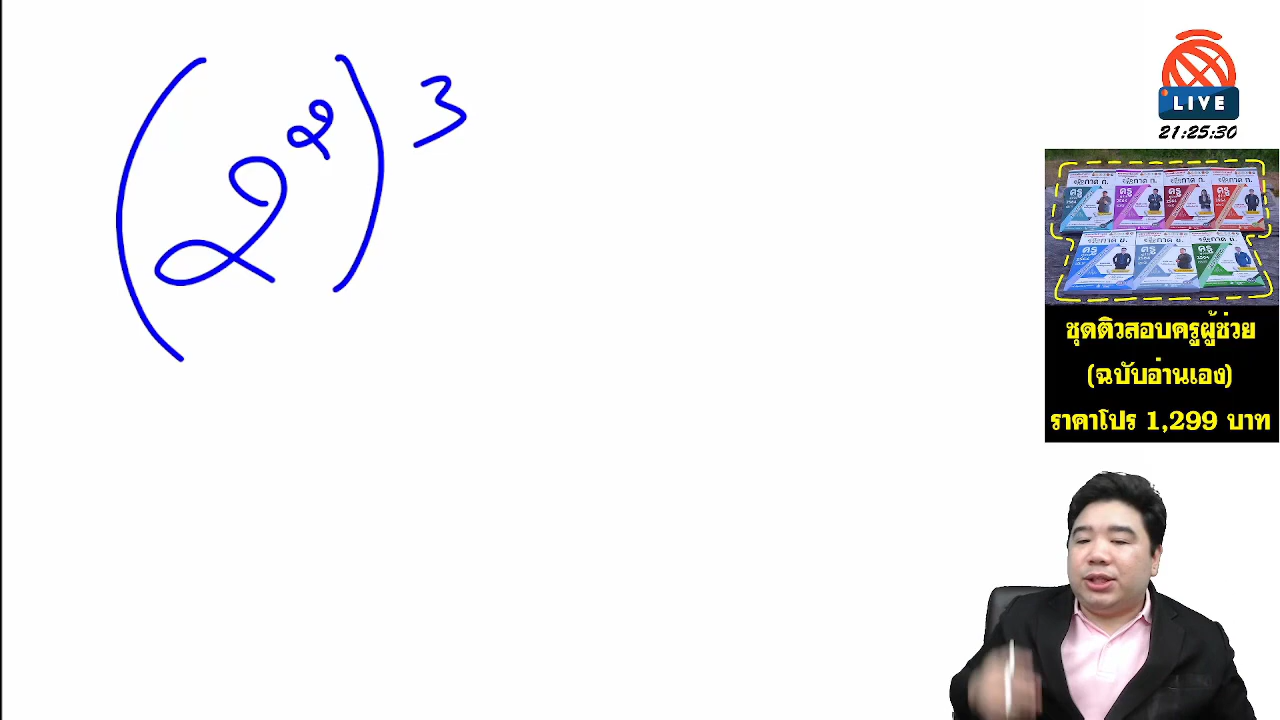 (2²)³
LIVE
21:25:30
ชุดติวสอบครูผู้ช่วย
(ฉบับอ่านเอง)
ราคาโปร 1,299 บาท